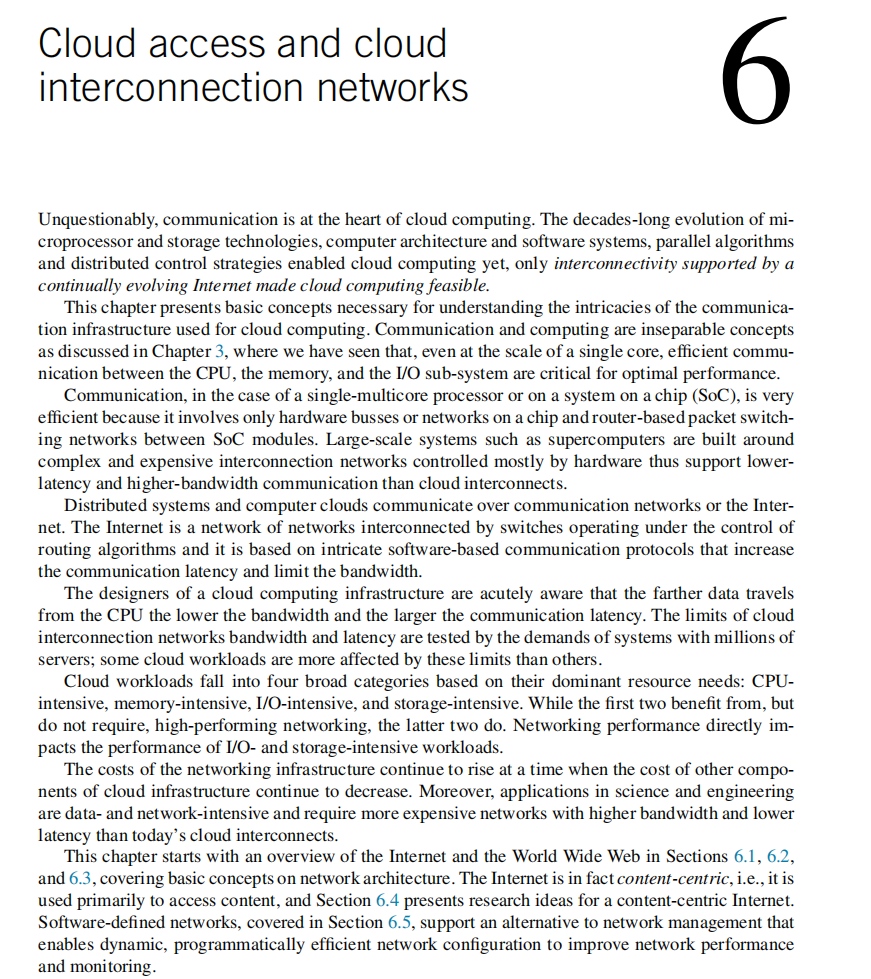 Cloud access and cloud
interconnection networks
6
Unquestionably, communication is at the heart of cloud computing. The decades-long evolution of mi-
croprocessor and storage technologies, computer architecture and software systems, parallel algorithms
and distributed control strategies enabled cloud computing yet, only interconnectivity supported by a
continually evolving Internet made cloud computing feasible.
This chapter presents basic concepts necessary for understanding the intricacies of the communica-
tion infrastructure used for cloud computing. Communication and computing are inseparable concepts
as discussed in Chapter 3, where we have seen that, even at the scale of a single core, efficient commu-
nication between the CPU, the memory, and the I/O sub-system are critical for optimal performance.
Communication, in the case of a single-multicore processor or on a system on a chip (SoC), is very
efficient because it involves only hardware busses or networks on a chip and router-based packet switch-
ing networks between SoC modules. Large-scale systems such as supercomputers are built around
complex and expensive interconnection networks controlled mostly by hardware thus support lower-
latency and higher-bandwidth communication than cloud interconnects.
Distributed systems and computer clouds communicate over communication networks or the Inter-
net. The Internet is a network of networks interconnected by switches operating under the control of
routing algorithms and it is based on intricate software-based communication protocols that increase
the communication latency and limit the bandwidth.
The designers of a cloud computing infrastructure are acutely aware that the farther data travels
from the CPU the lower the bandwidth and the larger the communication latency. The limits of cloud
interconnection networks bandwidth and latency are tested by the demands of systems with millions of
servers; some cloud workloads are more affected by these limits than others.
Cloud workloads fall into four broad categories based on their dominant resource needs: CPU-
intensive, memory-intensive, I/O-intensive, and storage-intensive. While the first two benefit from, but
do not require, high-performing networking, the latter two do. Networking performance directly im-
pacts the performance of I/O- and storage-intensive workloads.
The costs of the networking infrastructure continue to rise at a time when the cost of other compo-
nents of cloud infrastructure continue to decrease. Moreover, applications in science and engineering
are data- and network-intensive and require more expensive networks with higher bandwidth and lower
latency than today's cloud interconnects.
This chapter starts with an overview of the Internet and the World Wide Web in Sections 6.1, 6.2,
and 6.3, covering basic concepts on network architecture. The Internet is in fact content-centric, i.e., it is
used primarily to access content, and Section 6.4 presents research ideas for a content-centric Internet.
Software-defined networks, covered in Section 6.5, support an alternative to network management that
enables dynamic, programmatically efficient network configuration to improve network performance
and monitoring.